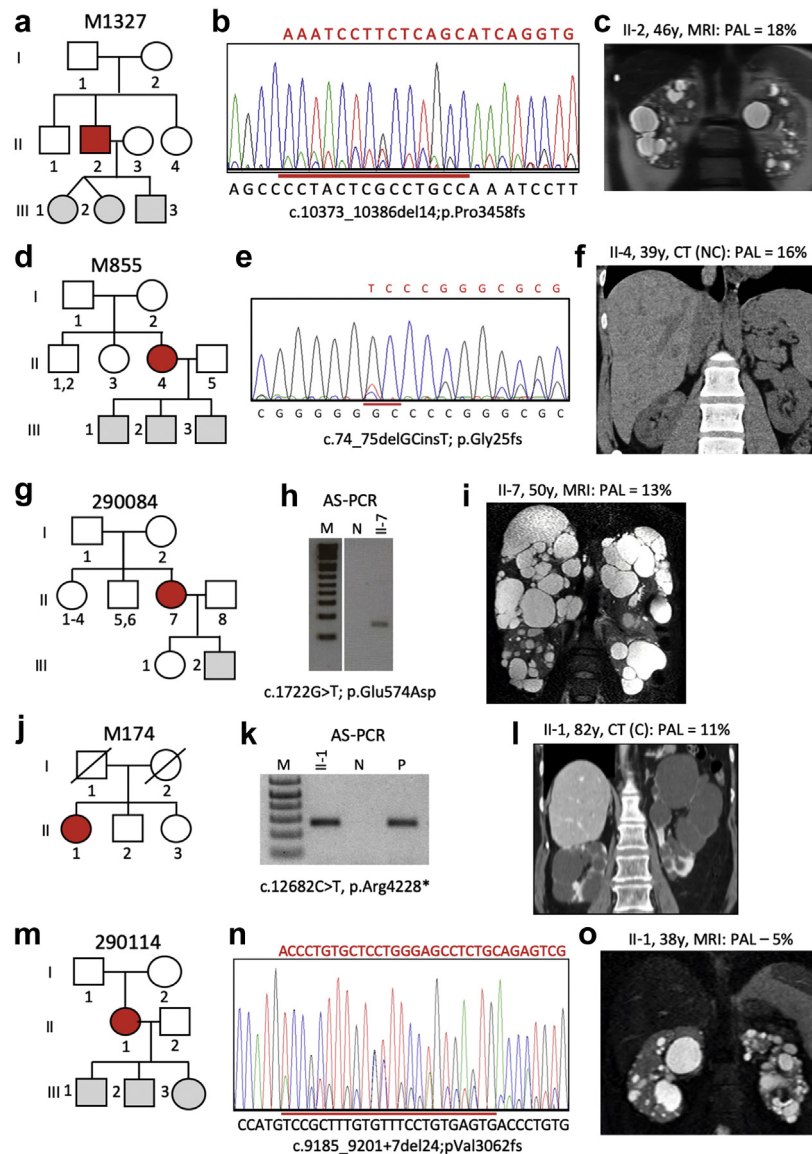 a
M1327
I
1
2
II
1
2
3
4
III
1
2
3
b
AAATCCTTCTCAGCATCAGGTG
AGCCCCTACTCGCCTGCCAAATCCTT
c.10373_10386del14;p.Pro3458fs
c
II-2, 46y, MRI: PAL = 18%
d
M855
I
1
2
II
1,2
3
4
5
III
1
2
3
e
TCCCGGGCGCG
CGGGGGGCCCCGGGCGC
c.74_75delGCinsT; p.Gly25fs
f
II-4, 39y, CT (NC): PAL = 16%
g
290084
I
1
2
II
1-4
5,6
7
8
III
1
2
h
AS-PCR
M N II-7
c.1722G>T; p.Glu574Asp
i
II-7, 50y, MRI: PAL = 13%
j
M174
I
1
2
II
1
2
3
k
AS-PCR
M II-1 N P
c.12682C>T, p.Arg4228*
l
II-1, 82y, CT (C): PAL = 11%
m
290114
I
1
2
II
1
2
III
1
2
3
n
ACCCTGTGCTCCTGGGAGCCTCTGCAGAGTCG
CCATGTCCGCTTTGTGTTTCCTGTGAGTGACCCTGTG
c.9185_9201+7del24;pVal3062fs
o
II-1, 38y, MRI: PAL – 5%